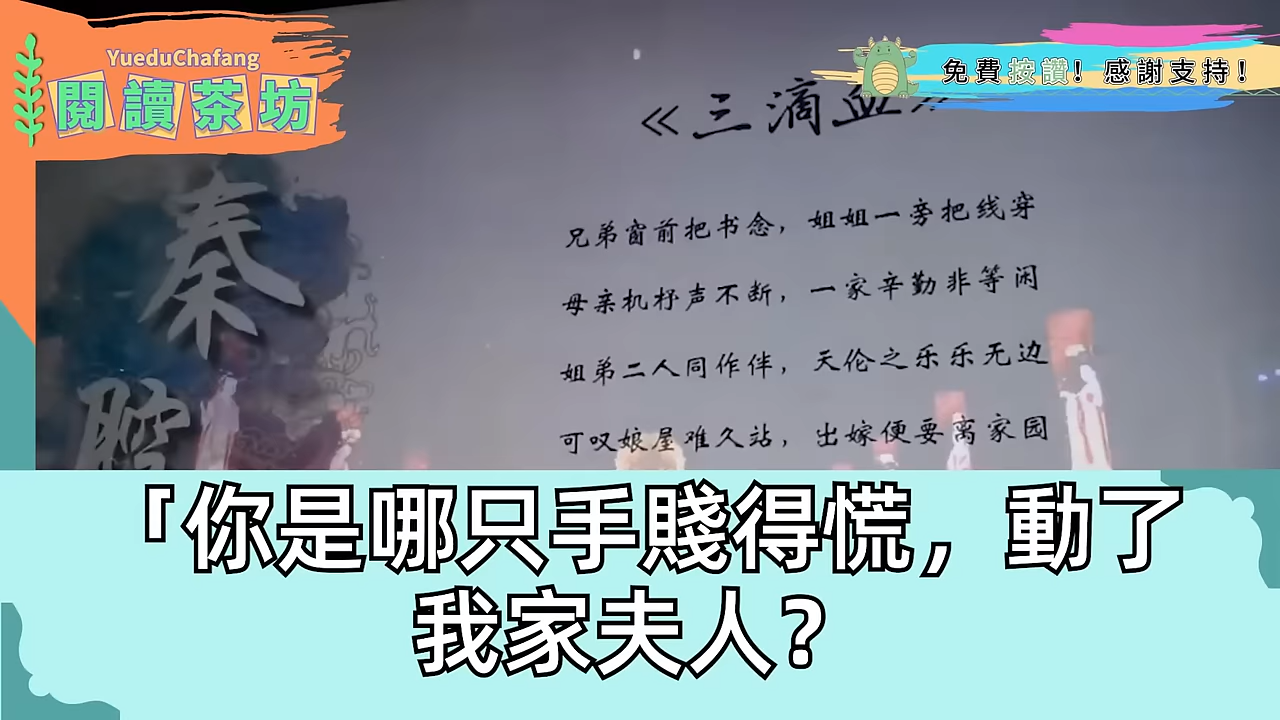 YueduChafang
閱讀茶坊
免費按讚！感謝支持！
《三滴血》
秦腔
兄弟窗前把书念，姐姐一旁把线穿
母亲机杼声不断，一家辛勤非等闲
姐弟二人同作伴，天伦之乐乐无边
可叹娘屋难久站，出嫁便要离家园
「你是哪只手賤得慌，動了
我家夫人？